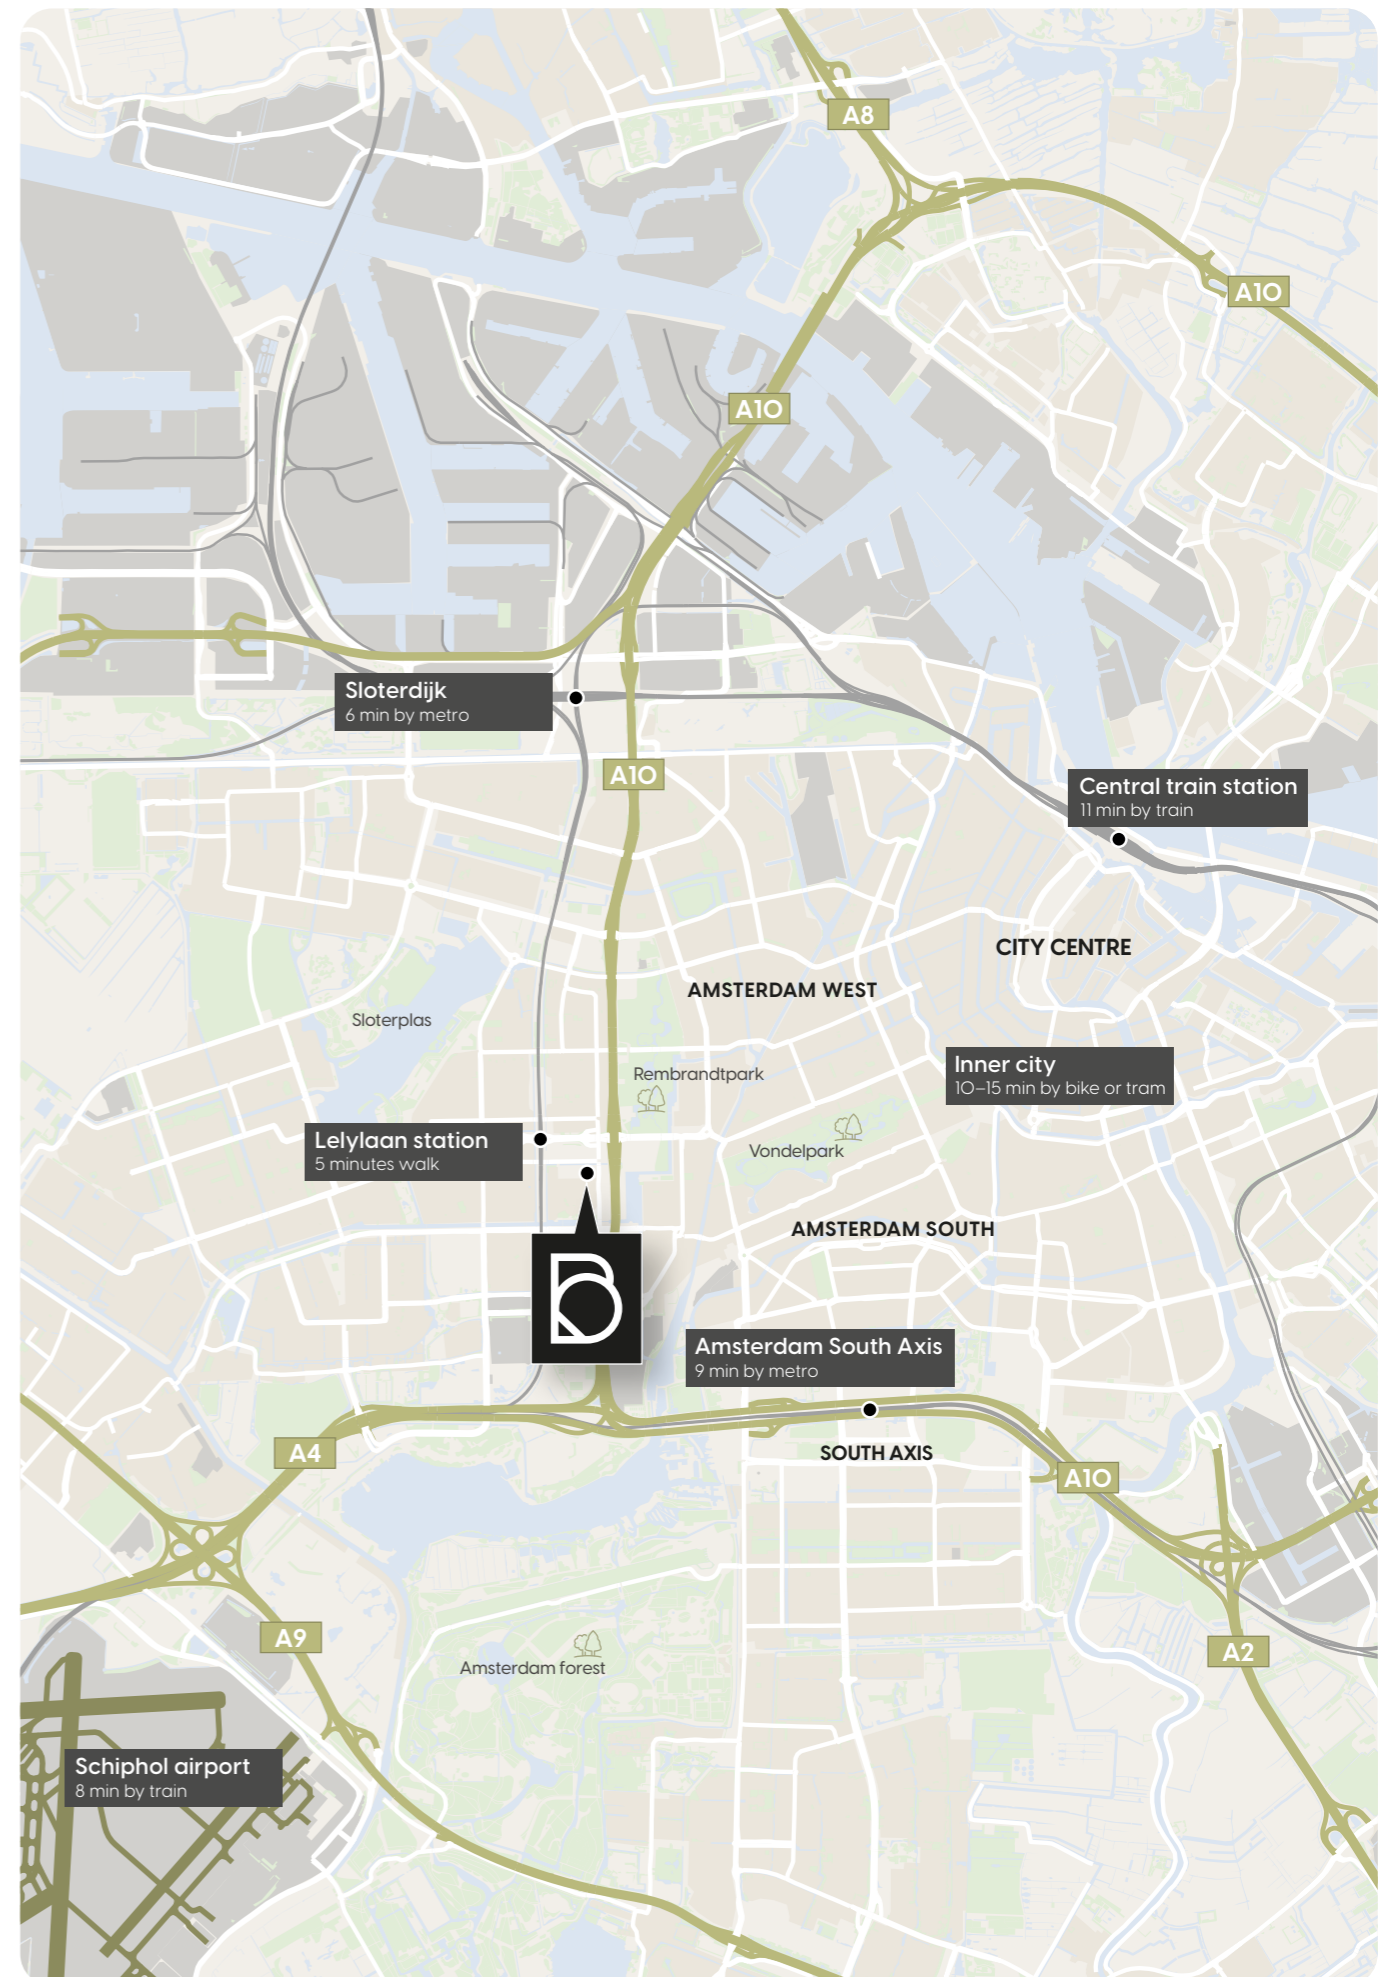 A8
A10
A10
Sloterdijk
6 min by metro
A10
Central train station
11 min by train
CITY CENTRE
AMSTERDAM WEST
Sloterplas
Inner city
10–15 min by bike or tram
Rembrandtpark
Lelylaan station
5 minutes walk
Vondelpark
AMSTERDAM SOUTH
B
Amsterdam South Axis
9 min by metro
A4
SOUTH AXIS
A10
A9
A2
Amsterdam forest
Schiphol airport
8 min by train